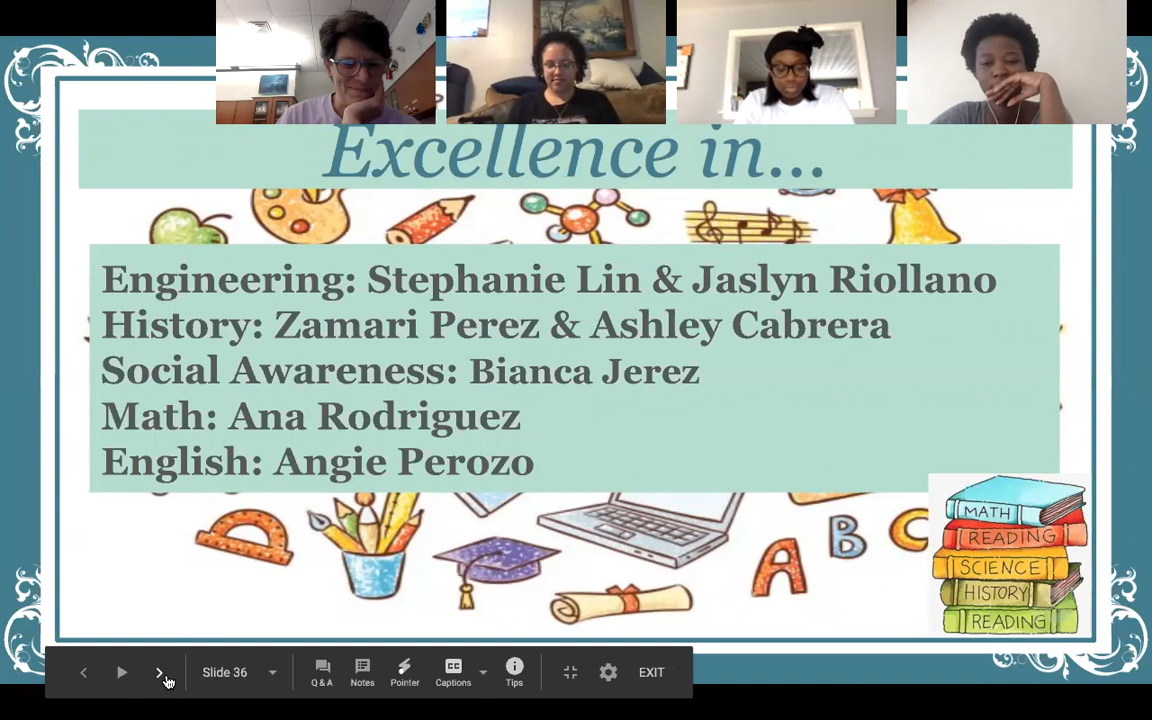 Excellence in...
Engineering: Stephanie Lin & Jaslyn Riollano
History: Zamari Perez & Ashley Cabrera
Social Awareness: Bianca Jerez
Math: Ana Rodriguez
English: Angie Perozo
A B C
MATH
READING
SCIENCE
HISTORY
READING
Slide 36
Q & A
Notes
Pointer
CC
Captions
Tips
EXIT